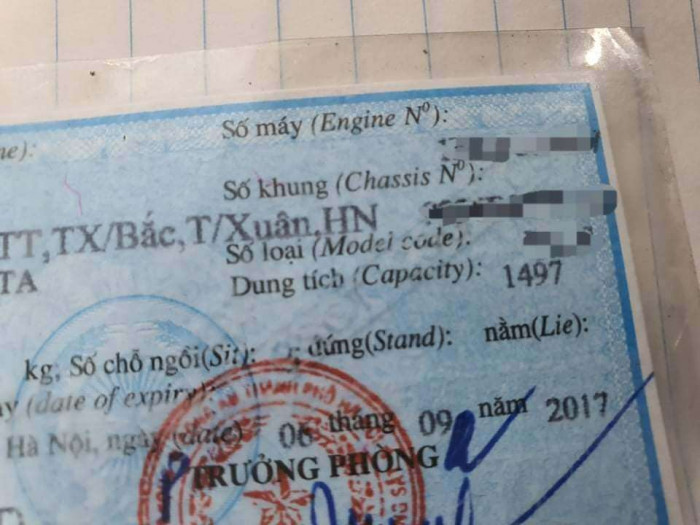 Số máy (Engine N⁰):
me):
Số khung (Chassis N⁰):
TT,TX/Bắc,T/Xuân,HN
Số loại (Model code):
TA
Dung tích (Capacity): 1497
kg, Số chỗ ngồi(Sit): đứng(Stand): nằm(Lie):
ay (date of expiry):
Hà Nội, ngày (date) 06 tháng 09 năm 2017
TRƯỞNG PHÒNG